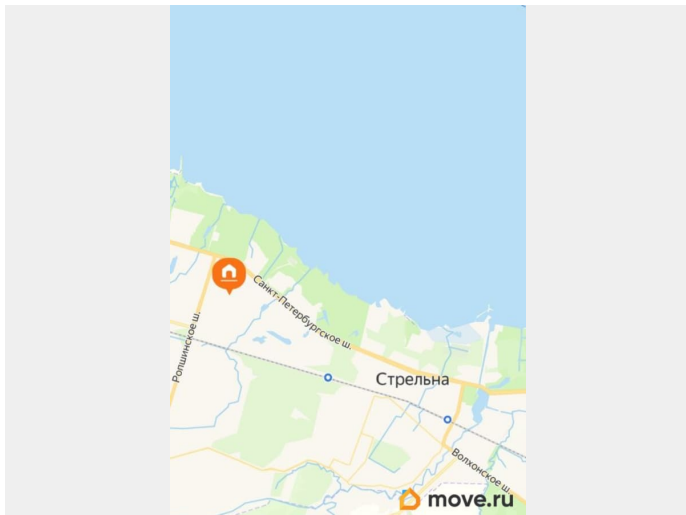 Санкт-Петербургское ш.
Ропшинское ш.
Стрельна
Волхонское ш.
move.ru